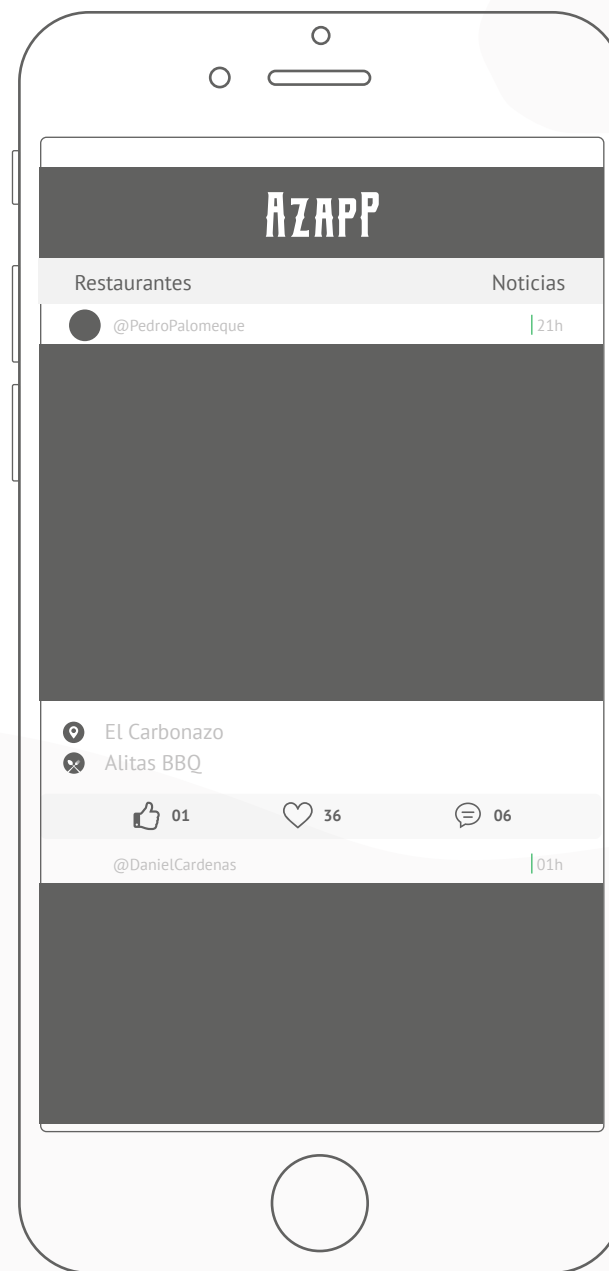 AZAPP
Restaurantes Noticias
@PedroPalomeque 21h
El Carbonazo
Alitas BBQ
01 36 06
@DanielCardenas 01h